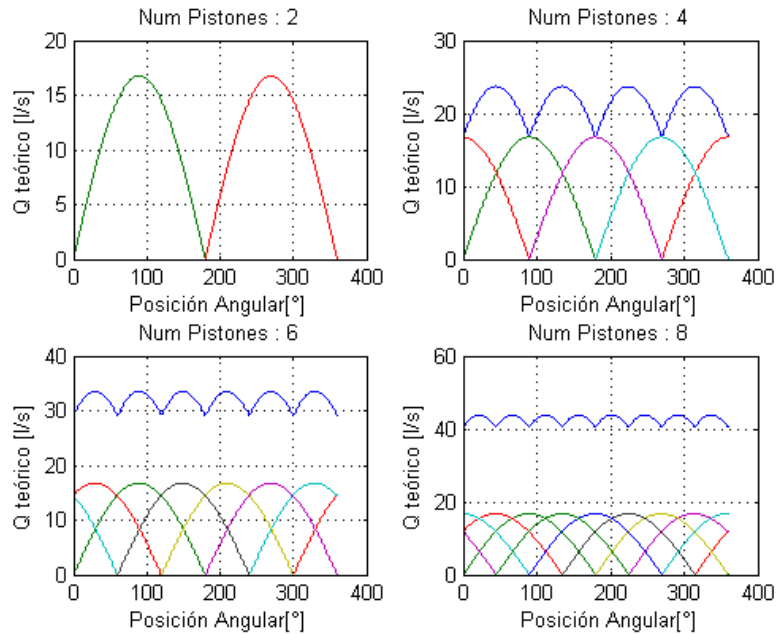 Num Pistones : 2
20
15
10
5
0
Q teórico [l/s]
0 100 200 300 400
Posición Angular[°]
Num Pistones : 4
30
20
10
0
Q teórico [l/s]
0 100 200 300 400
Posición Angular[°]
Num Pistones : 6
40
30
20
10
0
Q teórico [l/s]
0 100 200 300 400
Posición Angular[°]
Num Pistones : 8
60
40
20
0
Q teórico [l/s]
0 100 200 300 400
Posición Angular[°]